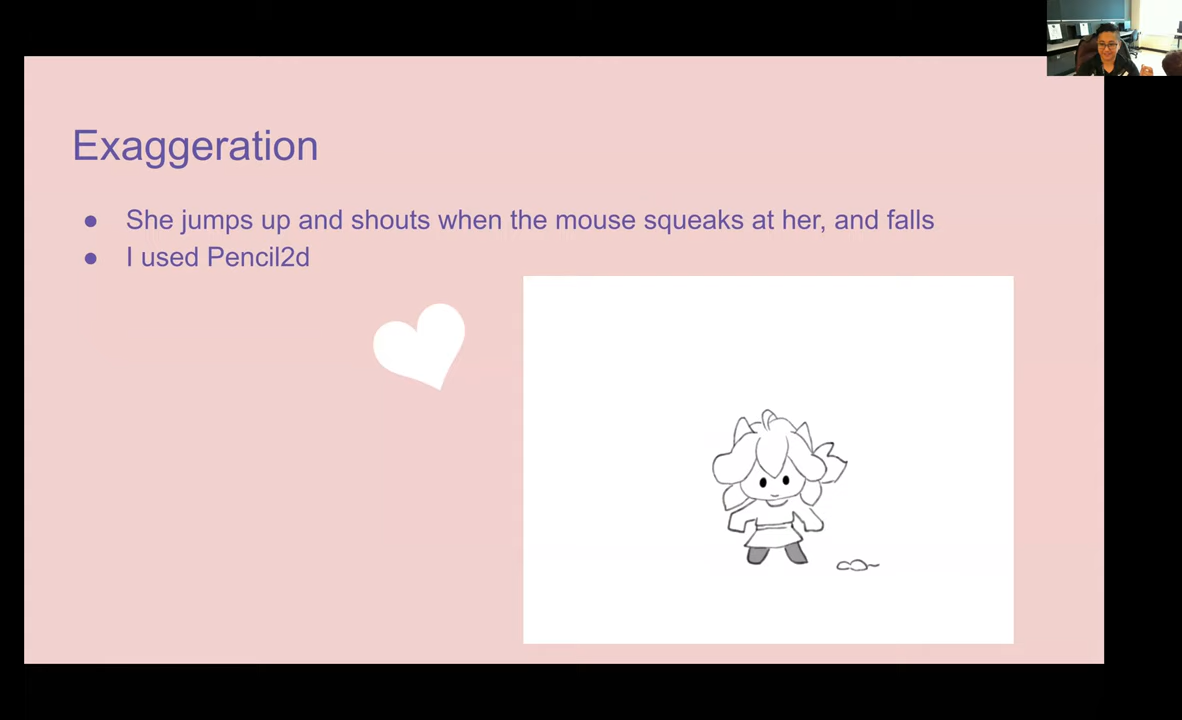 Exaggeration
● She jumps up and shouts when the mouse squeaks at her, and falls
● I used Pencil2d